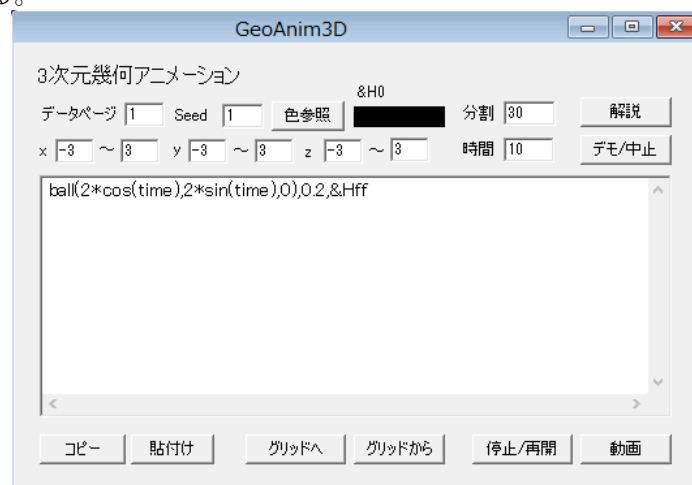 GeoAnim3D
3次元幾何アニメーション
&H0
データページ 1 Seed 1 色参照 分割 30 解説
x -3 ～ 3 y -3 ～ 3 z -3 ～ 3 時間 10 デモ/中止
ball(2*cos(time),2*sin(time),0),0.2,&Hff
コピー 貼付け グリッドへ グリッドから 停止/再開 動画